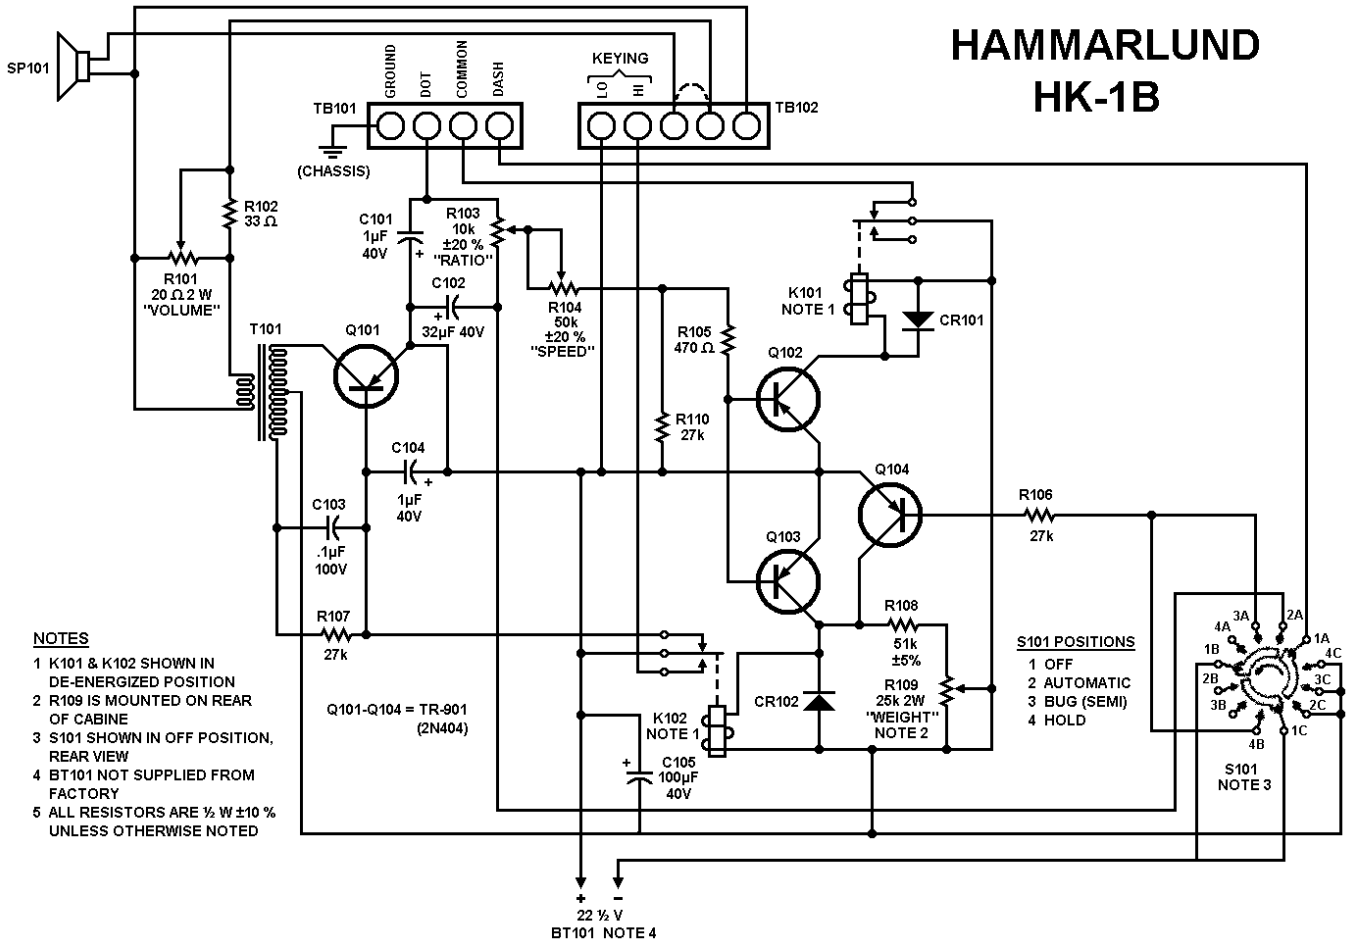 HAMMARLUND
HK-1B
SP101
GROUND
DOT
COMMON
DASH
TB101
(CHASSIS)
KEYING
LO
HI
TB102
R102
33 Ω
R101
20 Ω 2 W
"VOLUME"
C101
1µF
40V
+
R103
10k
±20 %
"RATIO"
C102
+
32µF 40V
R104
50k
±20 %
"SPEED"
T101
Q101
R105
470 Ω
R110
27k
K101
NOTE 1
CR101
Q102
C104
+
1µF
40V
C103
.1µF
100V
R107
27k
Q103
Q104
R106
27k
R108
51k
±5%
R109
25k 2W
"WEIGHT"
NOTE 2
CR102
K102
NOTE 1
+
C105
100µF
40V
Q101-Q104 = TR-901
(2N404)
NOTES
1 K101 & K102 SHOWN IN
DE-ENERGIZED POSITION
2 R109 IS MOUNTED ON REAR
OF CABINE
3 S101 SHOWN IN OFF POSITION,
REAR VIEW
4 BT101 NOT SUPPLIED FROM
FACTORY
5 ALL RESISTORS ARE ½ W ±10 %
UNLESS OTHERWISE NOTED
S101 POSITIONS
1 OFF
2 AUTOMATIC
3 BUG (SEMI)
4 HOLD
3A
2A
4A
1A
1B
4C
2B
3C
3B
2C
4B
1C
S101
NOTE 3
+
-
22 ½ V
BT101 NOTE 4